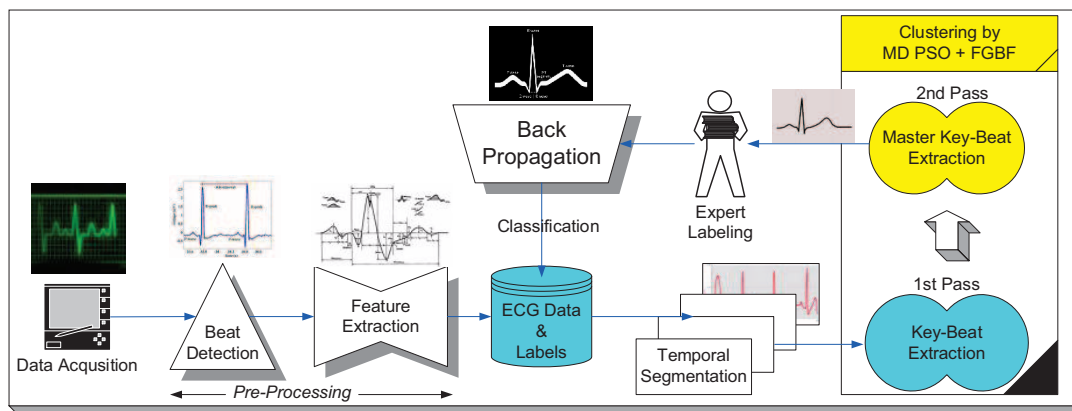 Clustering by
MD PSO + FGBF
2nd Pass
Master Key-Beat
Extraction
Back
Propagation
Expert
Labeling
Classification
1st Pass
Key-Beat
Extraction
Data Acqusition
Beat
Detection
Feature
Extraction
ECG Data
&
Labels
Temporal
Segmentation
Pre-Processing